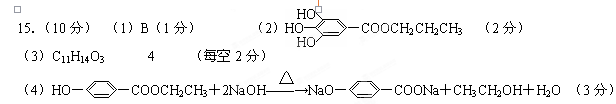 15.（10分）（1）B（1分）（2）HO HO HO COOCH₂CH₂CH₃（2分）
（3）C₁₁H₁₄O₃ 4 （每空2分）
（4）HO COOCH₂CH₃+2NaOH △ NaO COONa+CH₃CH₂OH+H₂O（3分）